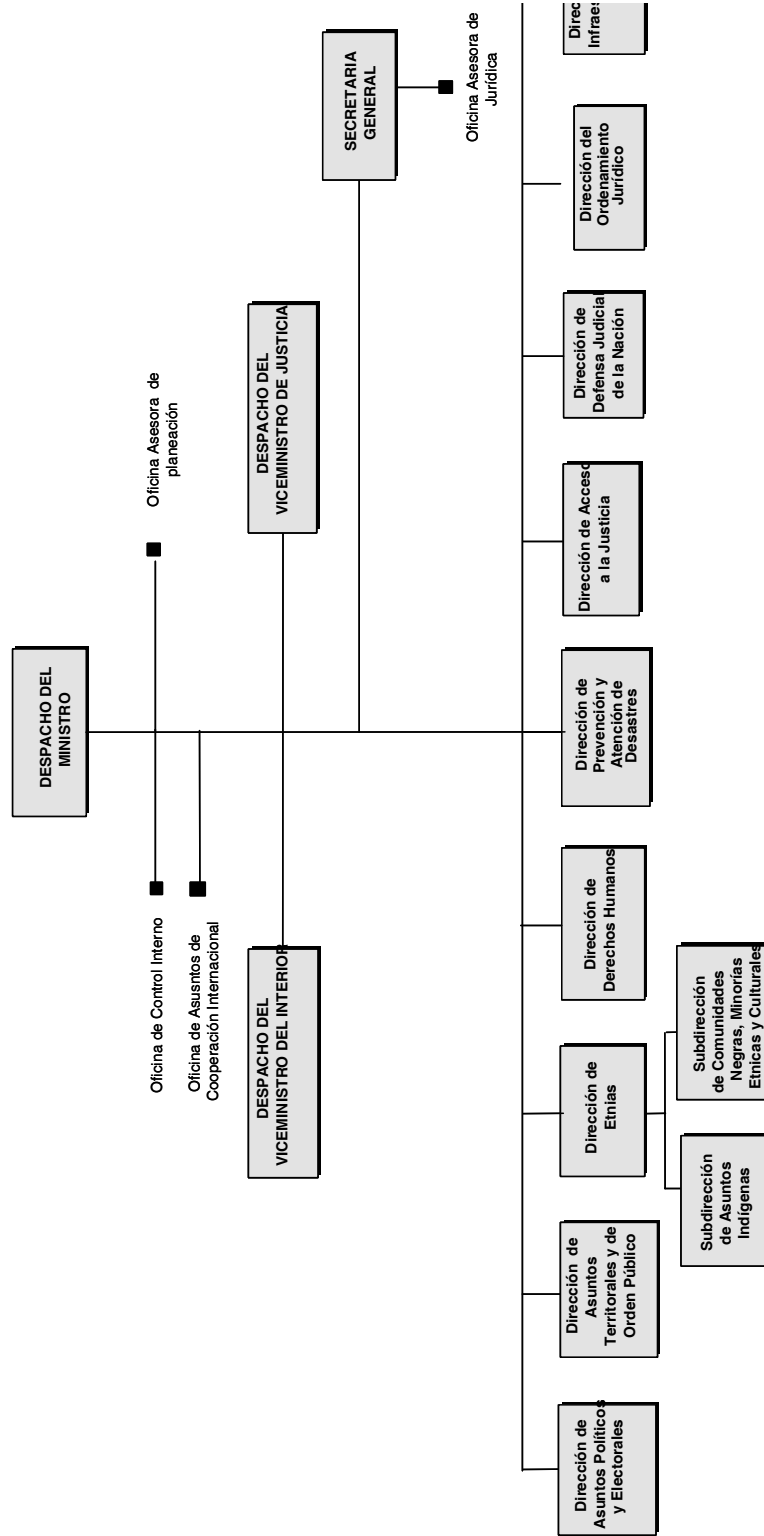 DESPACHO DEL
MINISTRO
Oficina de Control Interno
Oficina Asesora de
planeación
Oficina de Asusntos de
Cooperación Internacional
DESPACHO DEL
VICEMINISTRO DEL INTERIOR
DESPACHO DEL
VICEMINISTRO DE JUSTICIA
SECRETARIA
GENERAL
Oficina Asesora de
Jurídica
Dirección de
Asuntos Políticos
y Electorales
Dirección de
Asuntos
Territorales y de
Orden Público
Dirección de
Etnias
Dirección de
Derechos Humanos
Dirección de
Prevención y
Atención de
Desastres
Dirección de Acceso
a la Justicia
Dirección de
Defensa Judicial
de la Nación
Dirección del
Ordenamiento
Jurídico
Subdirección
de Asuntos
Indígenas
Subdirección
de Comunidades
Negras, Minorías
Etnicas y Culturales